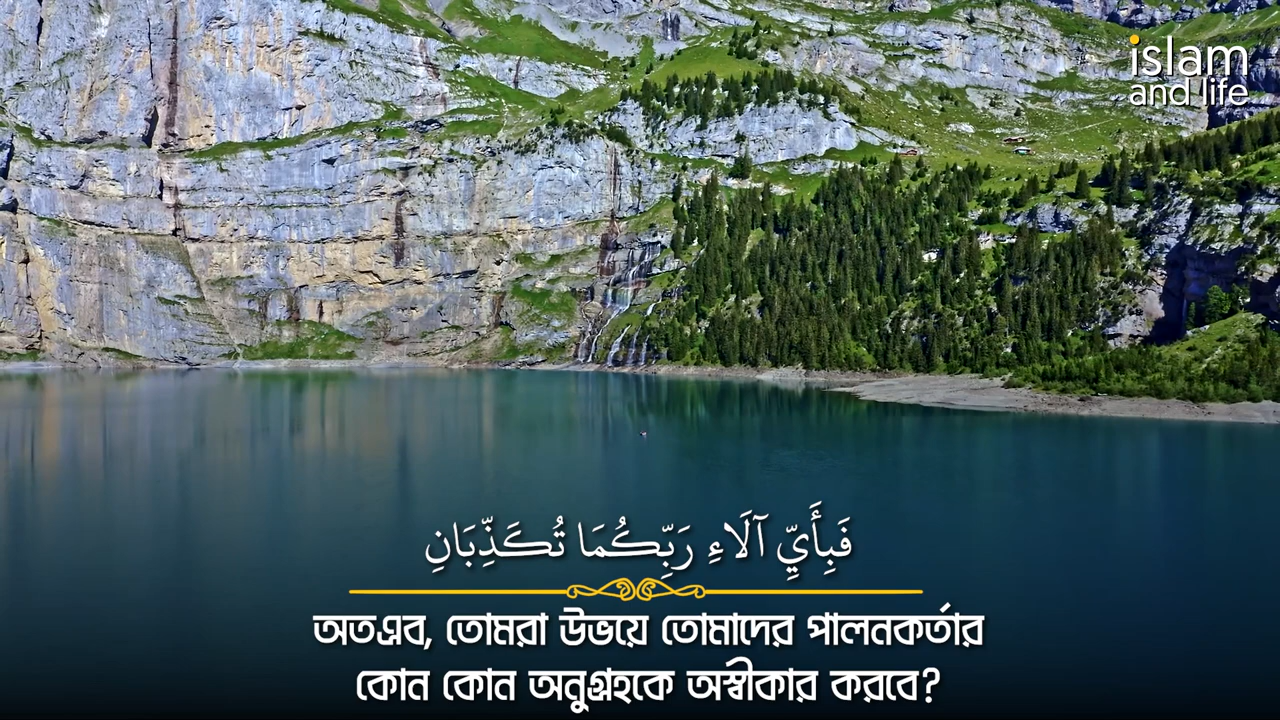 islam
and life
فَبِأَيِّ آلَاءِ رَبِّكُمَا تُكَذِّبَانِ
অতএব, তোমরা উভয়ে তোমাদের পালনকর্তার
কোন কোন অনুগ্রহকে অস্বীকার করবে?